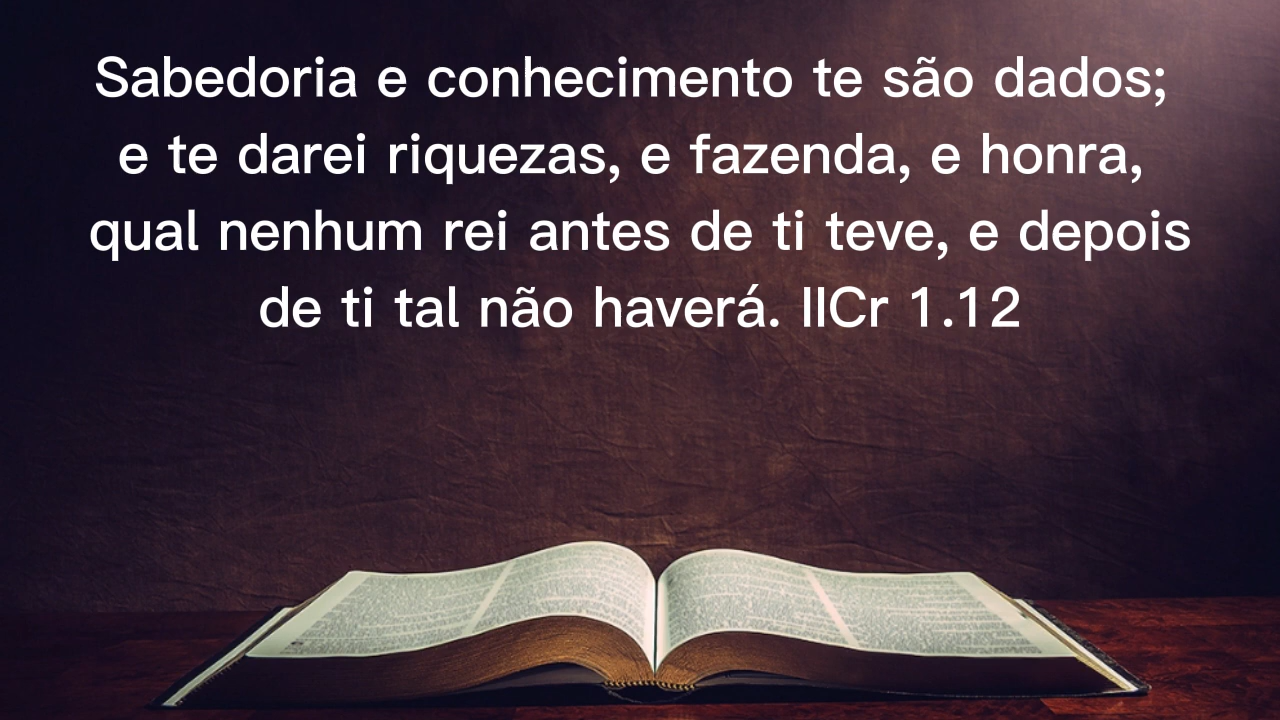 Sabedoria e conhecimento te são dados;
e te darei riquezas, e fazenda, e honra,
qual nenhum rei antes de ti teve, e depois
de ti tal não haverá. IICr 1.12